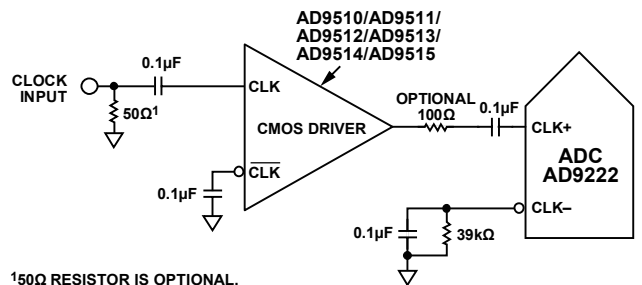 AD9510/AD9511/
AD9512/AD9513/
AD9514/AD9515
CLOCK
INPUT
0.1µF
50Ω¹
CLK
CMOS DRIVER
CLK
0.1µF
OPTIONAL
100Ω
0.1µF
CLK+
ADC
AD9222
CLK–
0.1µF
39kΩ
¹50Ω RESISTOR IS OPTIONAL.